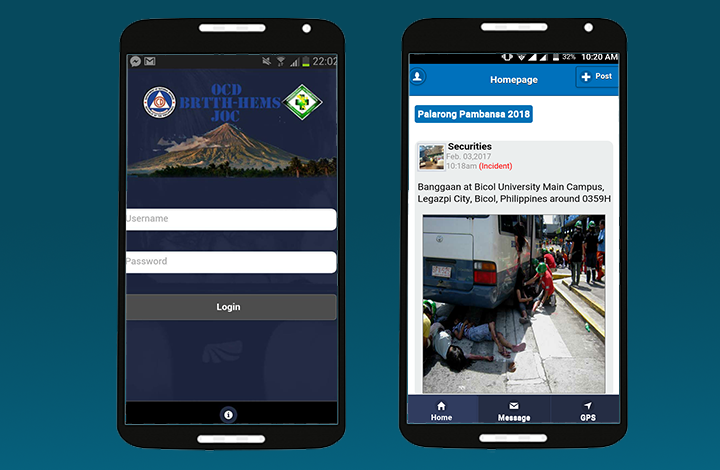 22:02
OCD
BRTTH-HEMS
JOC
Username
Password
Login
32% 10:20 AM
Homepage
Post
Palarong Pambansa 2018
Securities
Feb. 03,2017
10:18am (Incident)
Banggaan at Bicol University Main Campus,
Legazpi City, Bicol, Philippines around 0359H
Home
Message
GPS